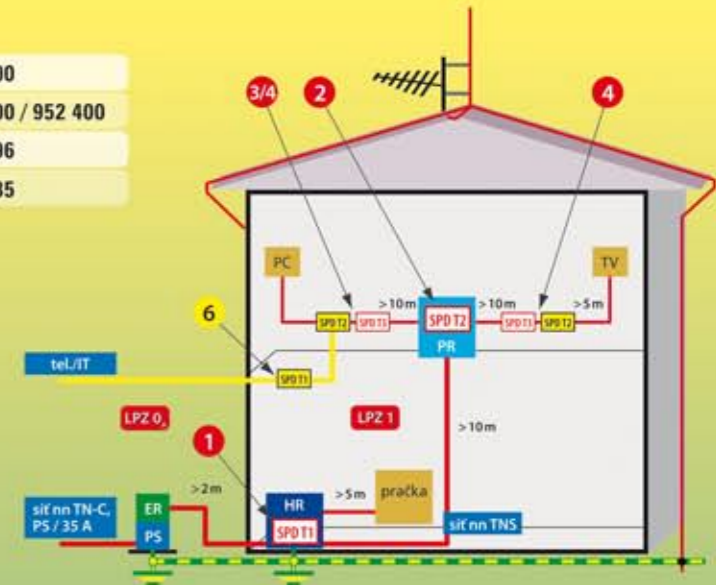 00
00 / 952 400
06
35
3/4
2
4
PC
TV
>10m
>10m
>5m
SPD T2
SPD T3
SPD T2
SPD T3
SPD T2
PR
6
tel./IT
SPD T1
LPZ 0A
LPZ 1
1
>10m
>2m
HR
>5m
pračka
síť nn TN-C,
PS / 35 A
ER
PS
SPD T1
síť nn TNS